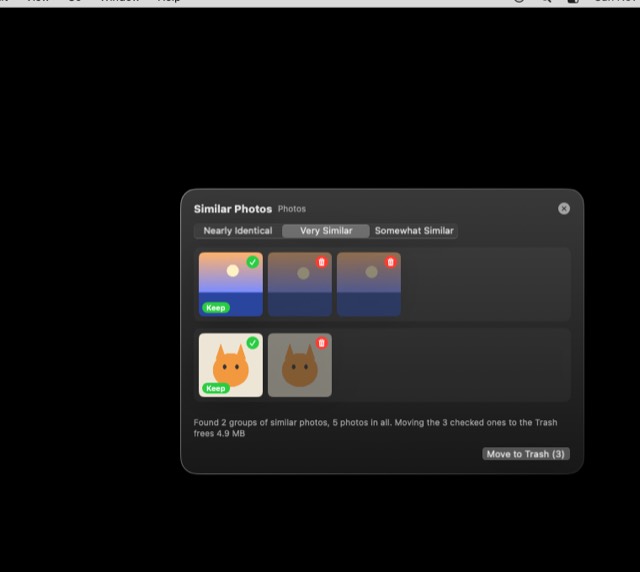 Similar Photos Photos
Nearly Identical Very Similar Somewhat Similar
Keep
Keep
Found 2 groups of similar photos, 5 photos in all. Moving the 3 checked ones to the Trash
frees 4.9 MB
Move to Trash (3)